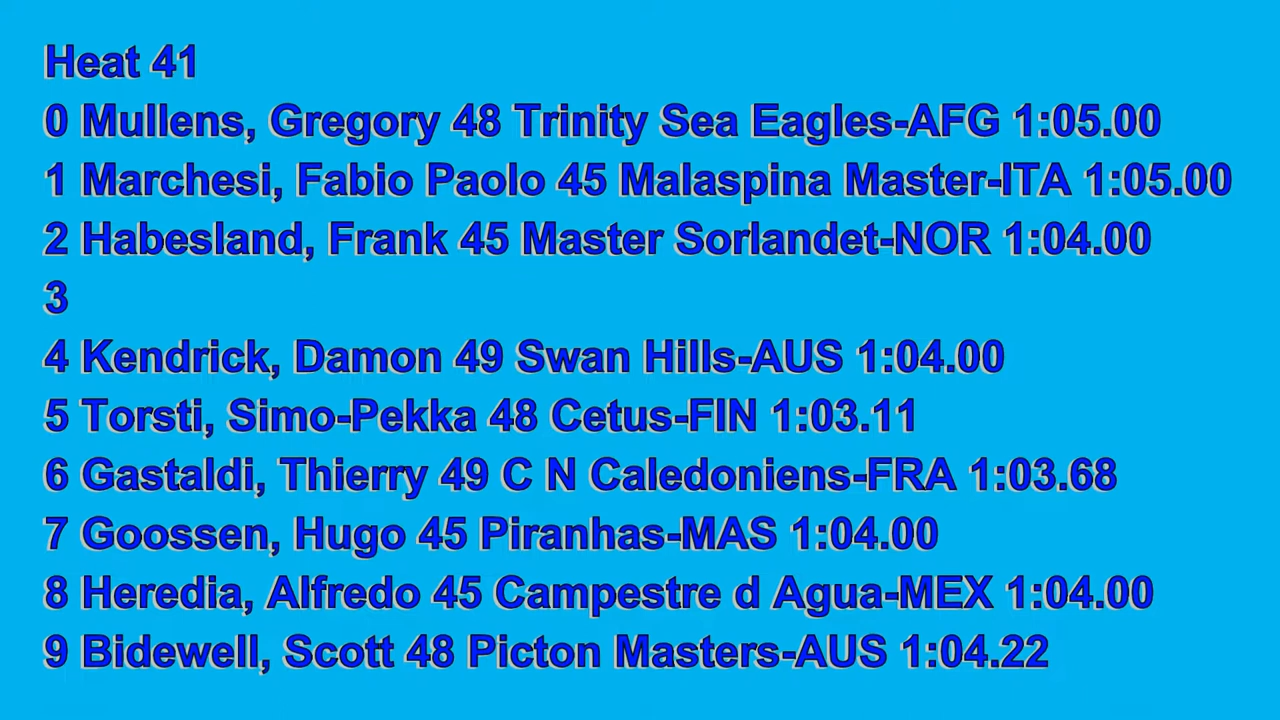 Heat 41
0 Mullens, Gregory 48 Trinity Sea Eagles-AFG 1:05.00
1 Marchesi, Fabio Paolo 45 Malaspina Master-ITA 1:05.00
2 Habesland, Frank 45 Master Sorlandet-NOR 1:04.00
3
4 Kendrick, Damon 49 Swan Hills-AUS 1:04.00
5 Torsti, Simo-Pekka 48 Cetus-FIN 1:03.11
6 Gastaldi, Thierry 49 C N Caledoniens-FRA 1:03.68
7 Goossen, Hugo 45 Piranhas-MAS 1:04.00
8 Heredia, Alfredo 45 Campestre d Agua-MEX 1:04.00
9 Bidewell, Scott 48 Picton Masters-AUS 1:04.22